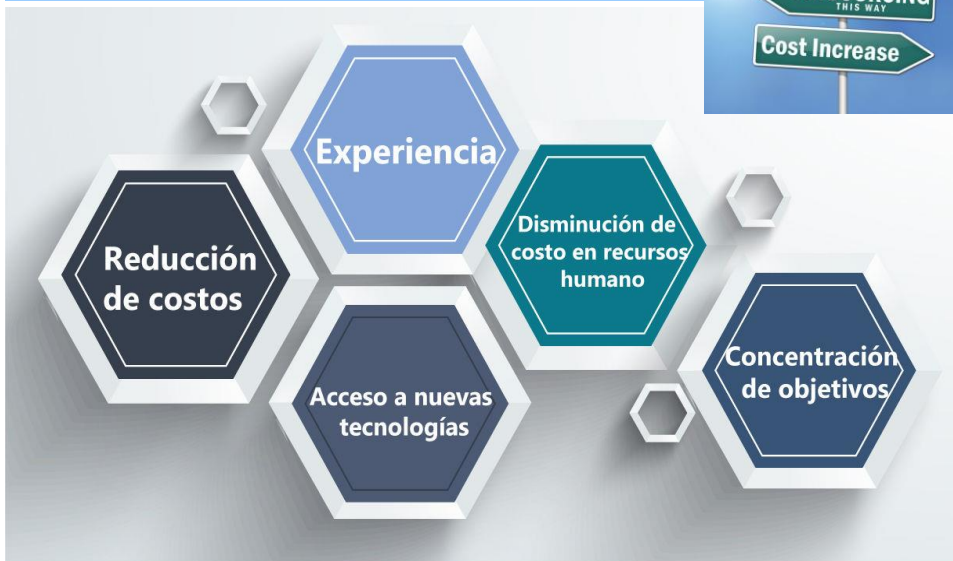 THIS WAY
Cost Increase
Experiencia
Reducción
de costos
Disminución de
costo en recursos
humano
Acceso a nuevas
tecnologías
Concentración
de objetivos